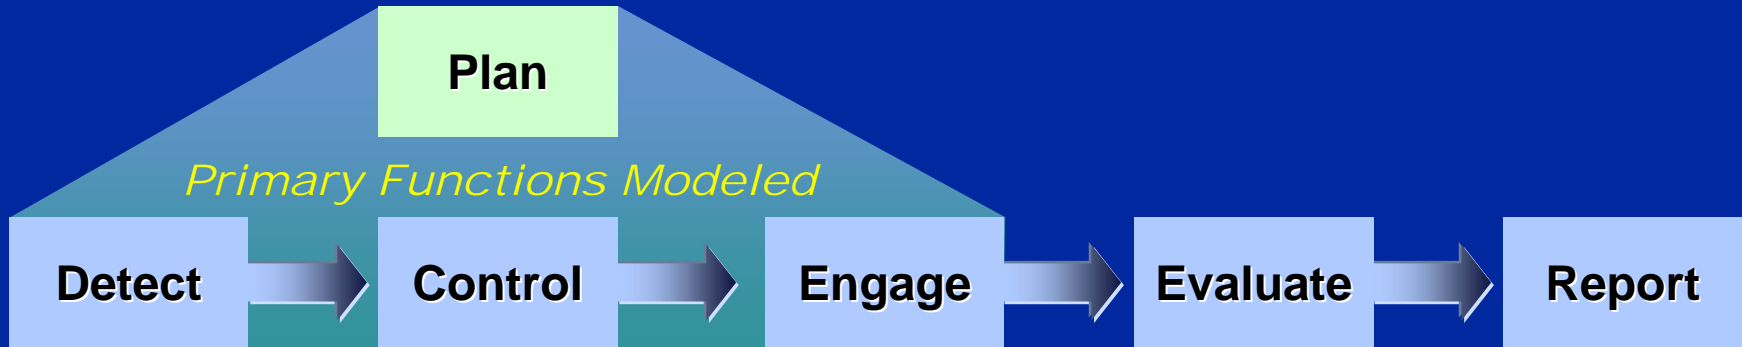 Plan
Primary Functions Modeled
Detect
Control
Engage
Evaluate
Report